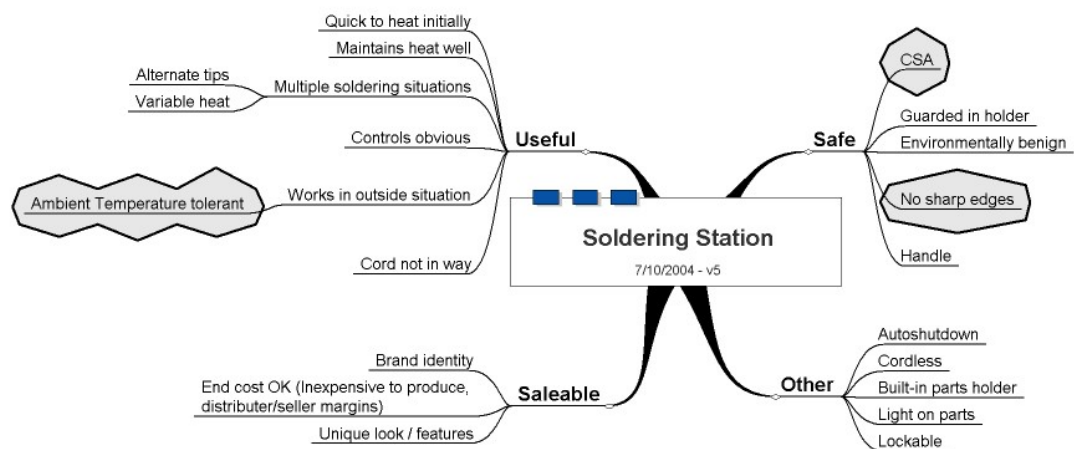 Soldering Station
7/10/2004 - v5
Useful
Quick to heat initially
Maintains heat well
Multiple soldering situations
Alternate tips
Variable heat
Controls obvious
Works in outside situation
Ambient Temperature tolerant
Cord not in way
Safe
CSA
Guarded in holder
Environmentally benign
No sharp edges
Handle
Saleable
Brand identity
End cost OK (Inexpensive to produce,
distributer/seller margins)
Unique look / features
Other
Autoshutdown
Cordless
Built-in parts holder
Light on parts
Lockable